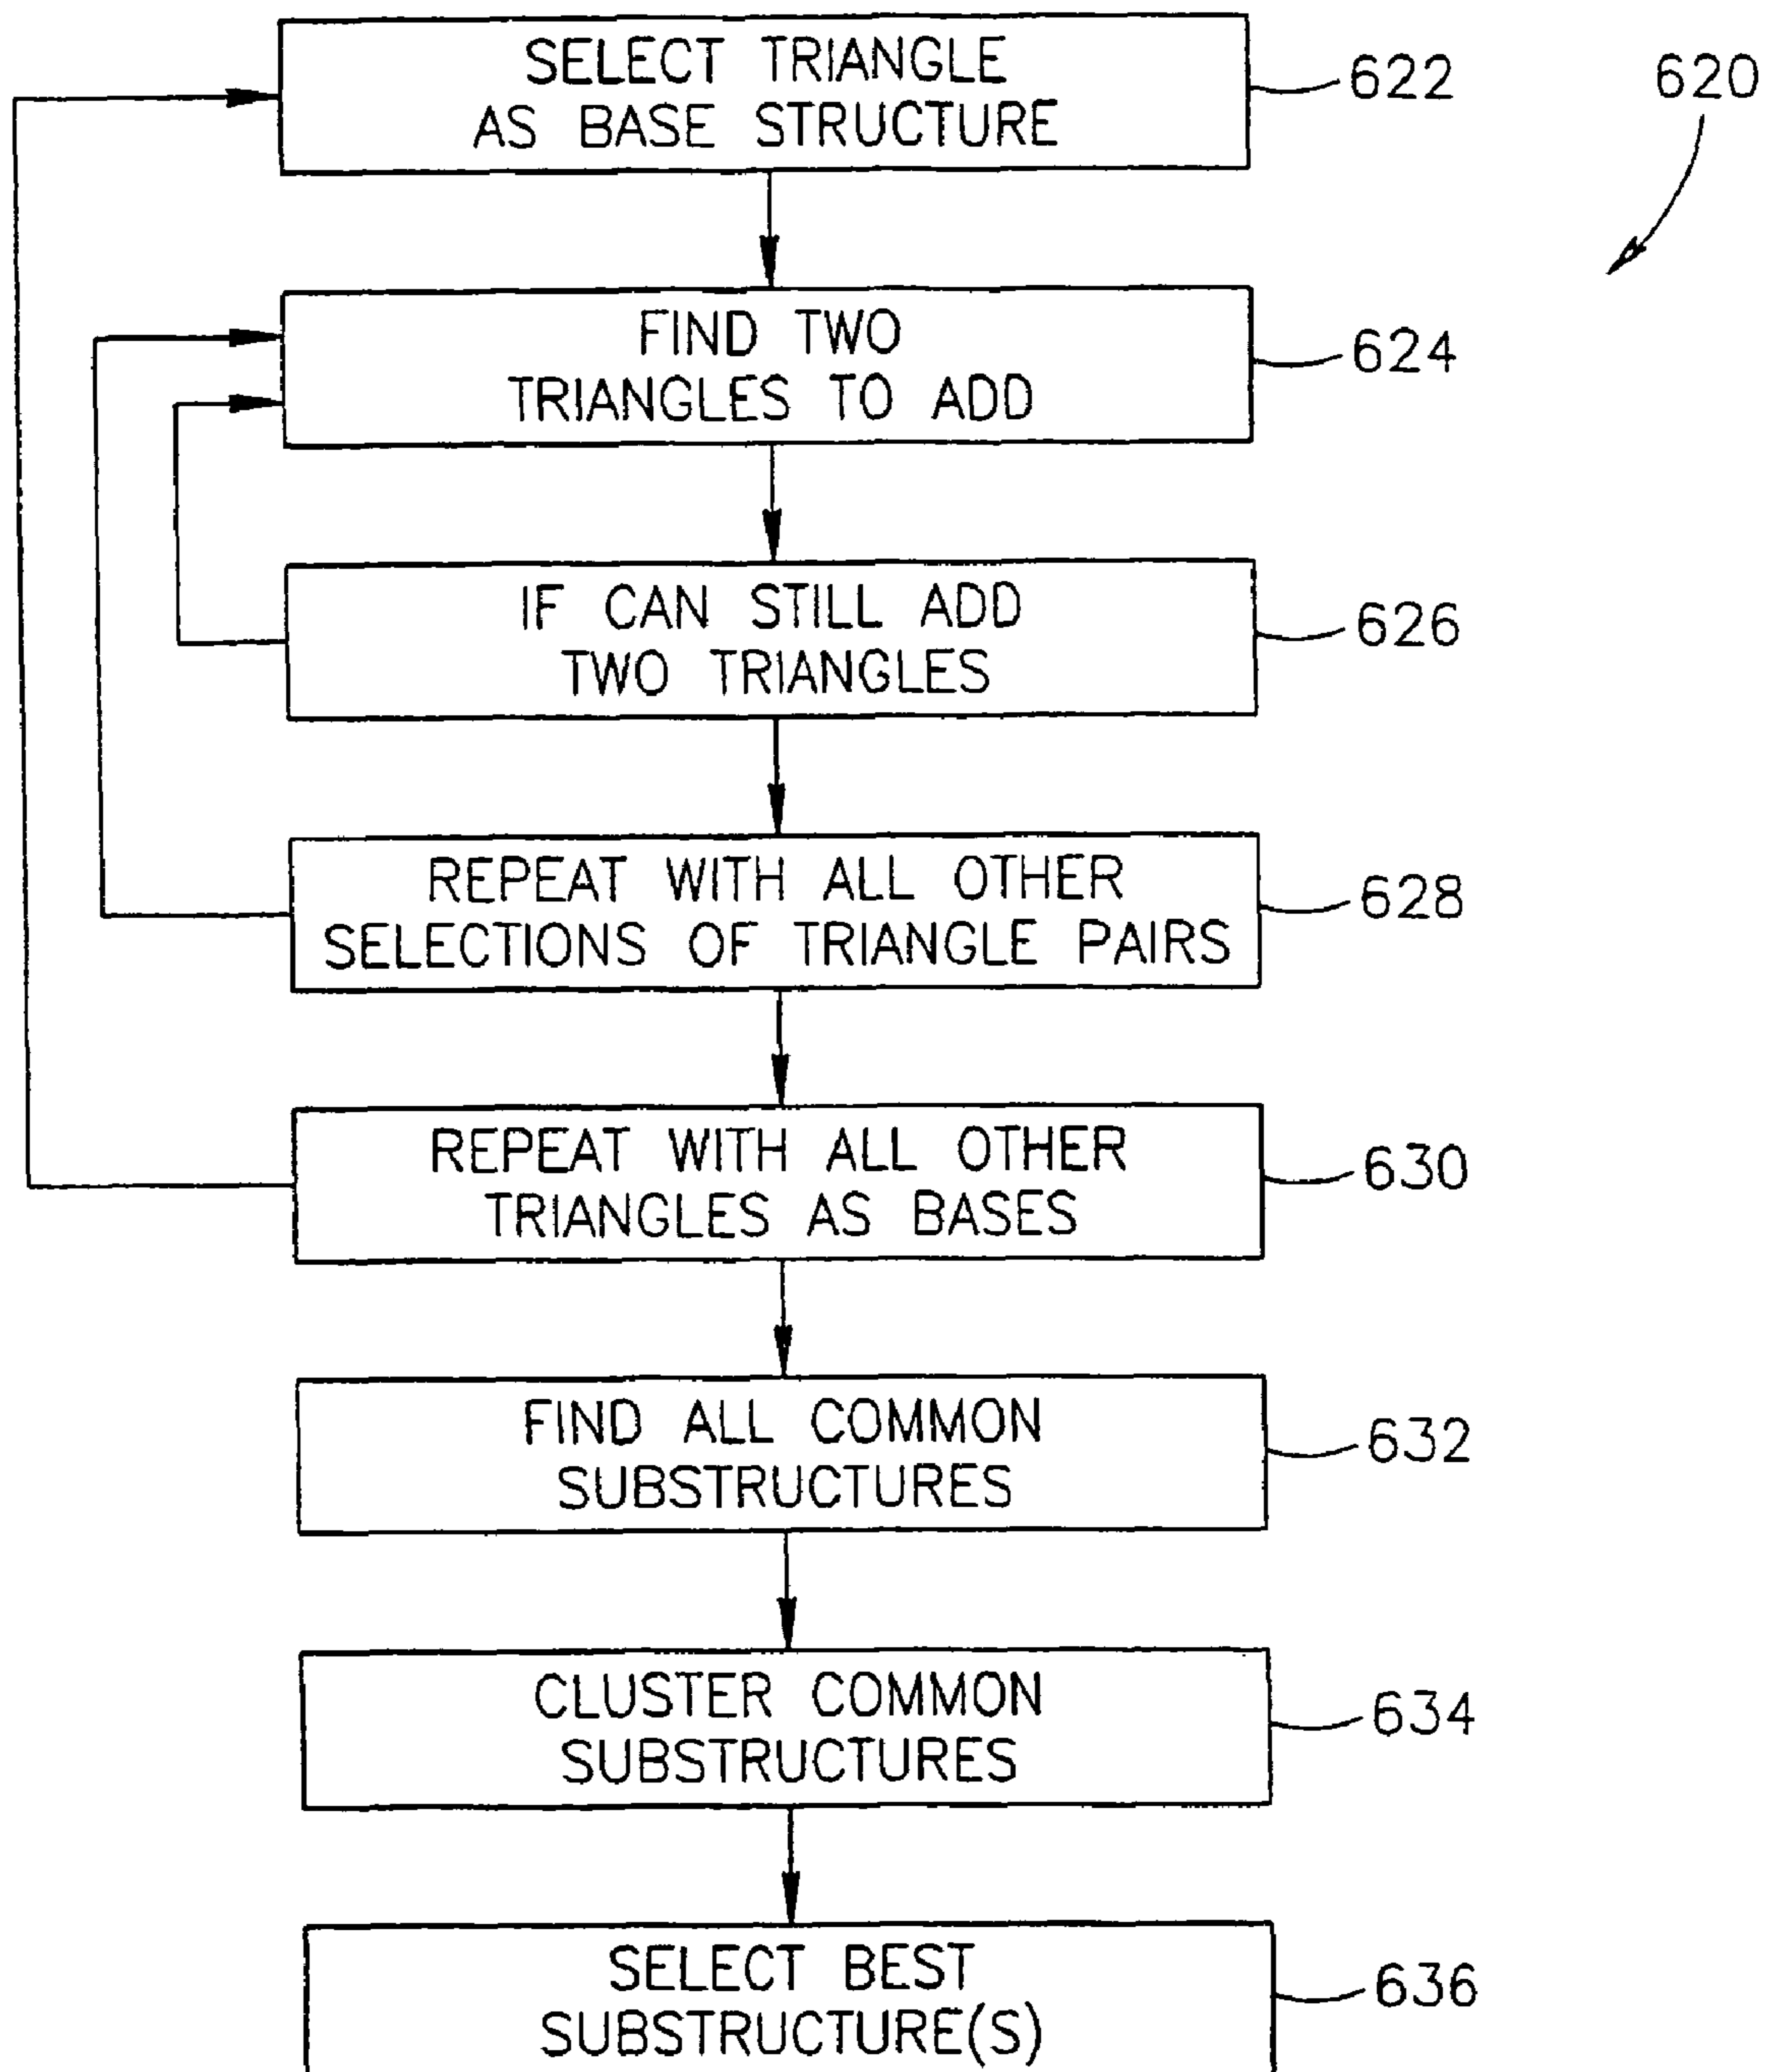 SELECT TRIANGLE
AS BASE STRUCTURE
622
620
FIND TWO
TRIANGLES TO ADD
624
IF CAN STILL ADD
TWO TRIANGLES
626
REPEAT WITH ALL OTHER
SELECTIONS OF TRIANGLE PAIRS
628
REPEAT WITH ALL OTHER
TRIANGLES AS BASES
630
FIND ALL COMMON
SUBSTRUCTURES
632
CLUSTER COMMON
SUBSTRUCTURES
634
SELECT BEST
SUBSTRUCTURE(S)
636